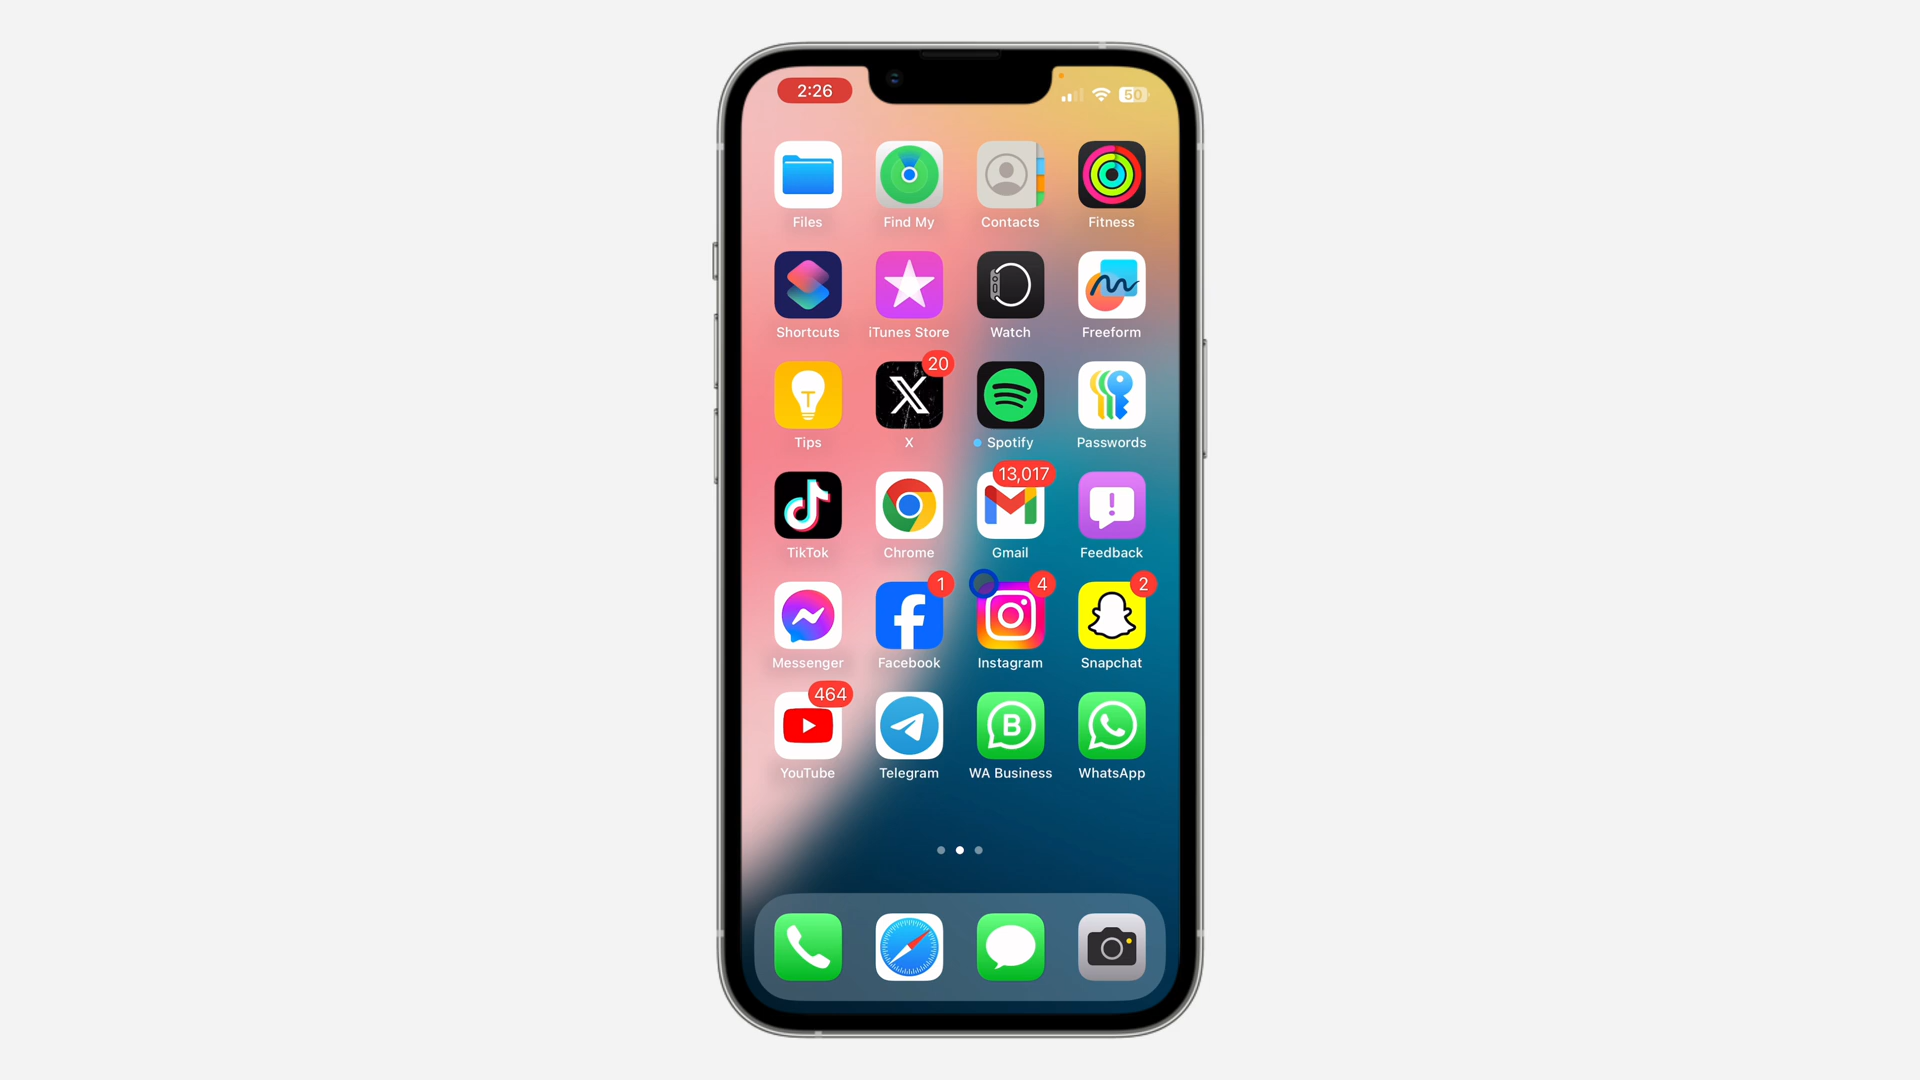 2:26
50
Files Find My Contacts Fitness
Shortcuts iTunes Store Watch Freeform
20
Tips X Spotify Passwords
13,017
TikTok Chrome Gmail Feedback
1 4 2
Messenger Facebook Instagram Snapchat
464
YouTube Telegram WA Business WhatsApp